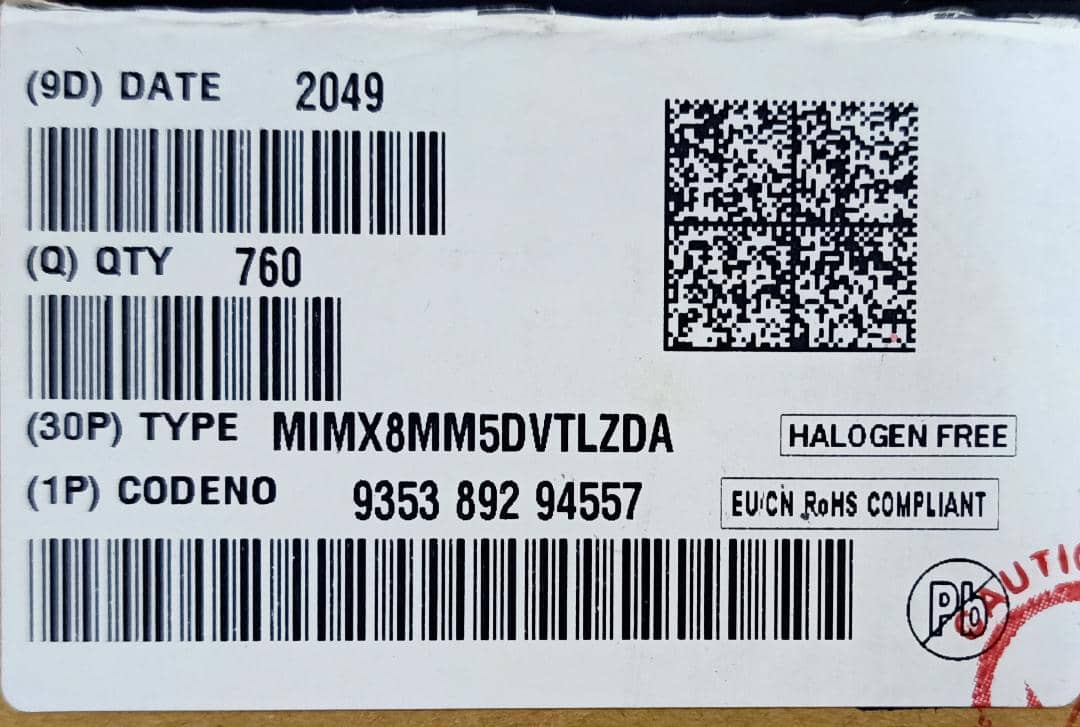 (9D) DATE 2049
(Q) QTY 760
(30P) TYPE MIMX8MM5DVTLZDA
HALOGEN FREE
(1P) CODENO 9353 892 94557
EU/CN RoHS COMPLIANT
Pb